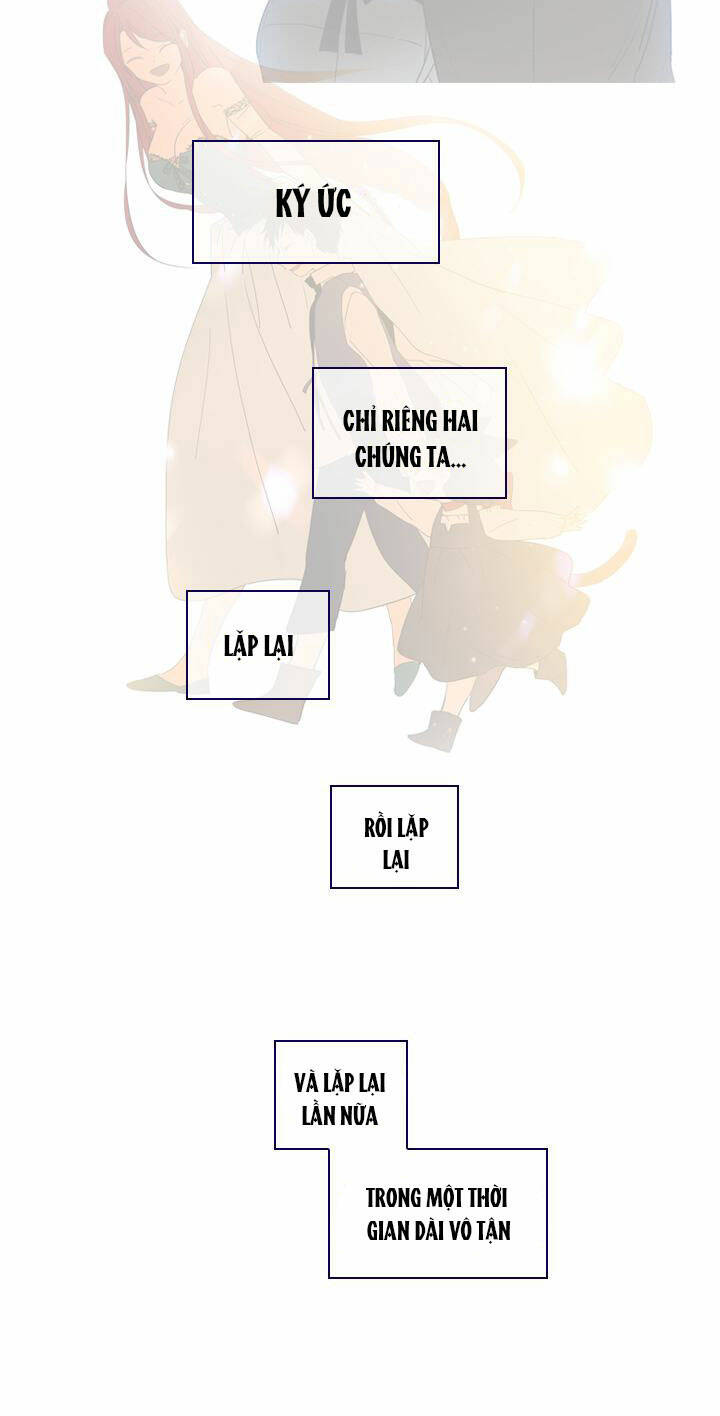 KÝ ỨC
CHỈ RIÊNG HAI
CHÚNG TA...
LẶP LẠI
RỒI LẶP
LẠI
VÀ LẶP LẠI
LẦN NỮA
TRONG MỘT THỜI
GIAN DÀI VÔ TẬN